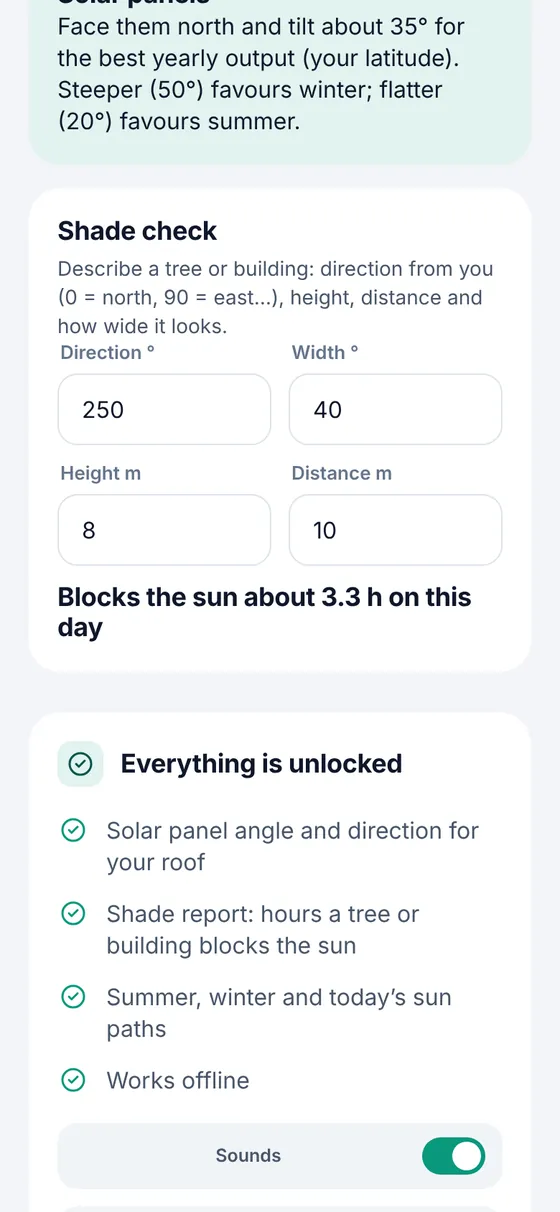 Solar panels
Face them north and tilt about 35° for
the best yearly output (your latitude).
Steeper (50°) favours winter; flatter
(20°) favours summer.
Shade check
Describe a tree or building: direction from you
(0 = north, 90 = east...), height, distance and
how wide it looks.
Direction °
Width °
250
40
Height m
Distance m
8
10
Blocks the sun about 3.3 h on this
day
Everything is unlocked
Solar panel angle and direction for
your roof
Shade report: hours a tree or
building blocks the sun
Summer, winter and today’s sun
paths
Works offline
Sounds